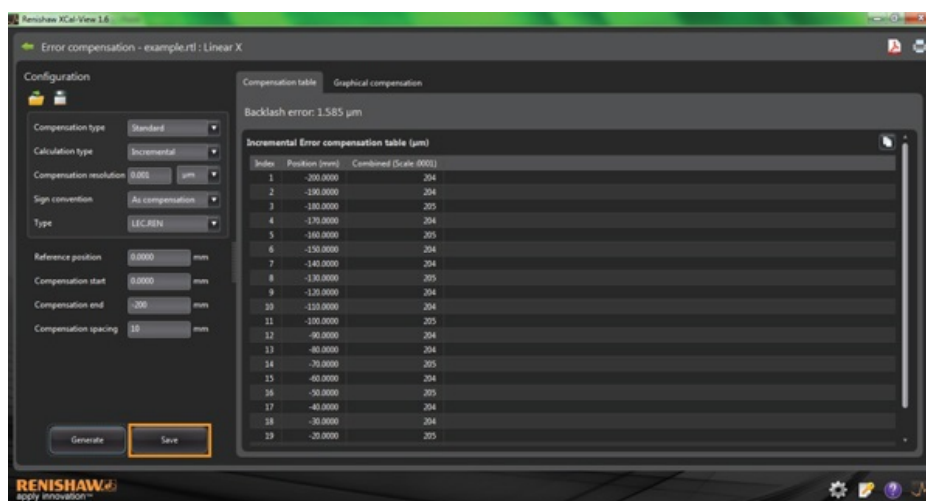 Renishaw XCal-View 1.6
Error compensation - example.rtl : Linear X
Configuration
Compensation type Standard
Calculation type Incremental
Compensation resolution 0.001 µm
Sign convention As compensation
Type LEC.REN
Reference position 0.0000 mm
Compensation start 0.0000 mm
Compensation end -200 mm
Compensation spacing 10 mm
Generate Save
Compensation table Graphical compensation
Backlash error: 1.585 µm
Incremental Error compensation table (µm)
Index Position (mm) Combined (Scale :0001)
1 -200.0000 204
2 -190.0000 204
3 -180.0000 205
4 -170.0000 204
5 -160.0000 205
6 -150.0000 204
7 -140.0000 204
8 -130.0000 205
9 -120.0000 204
10 -110.0000 204
11 -100.0000 205
12 -90.0000 204
13 -80.0000 204
14 -70.0000 205
15 -60.0000 204
16 -50.0000 205
17 -40.0000 204
18 -30.0000 204
19 -20.0000 205
RENISHAW
apply innovation™